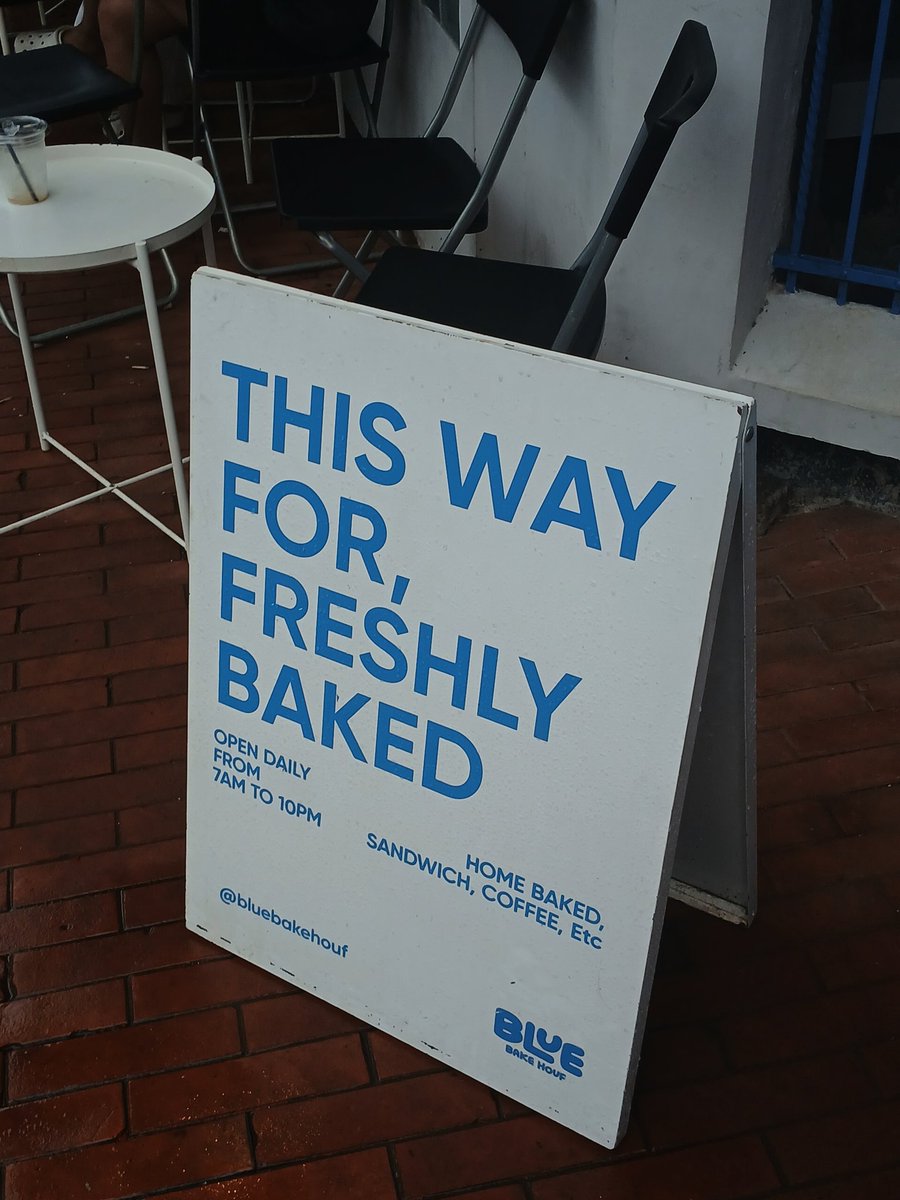 THIS WAY
FOR,
FRESHLY
BAKED
OPEN DAILY
FROM
7AM TO 10PM
HOME BAKED,
SANDWICH, COFFEE, Etc
@bluebakehouf
BLUE
BAKE HOUF